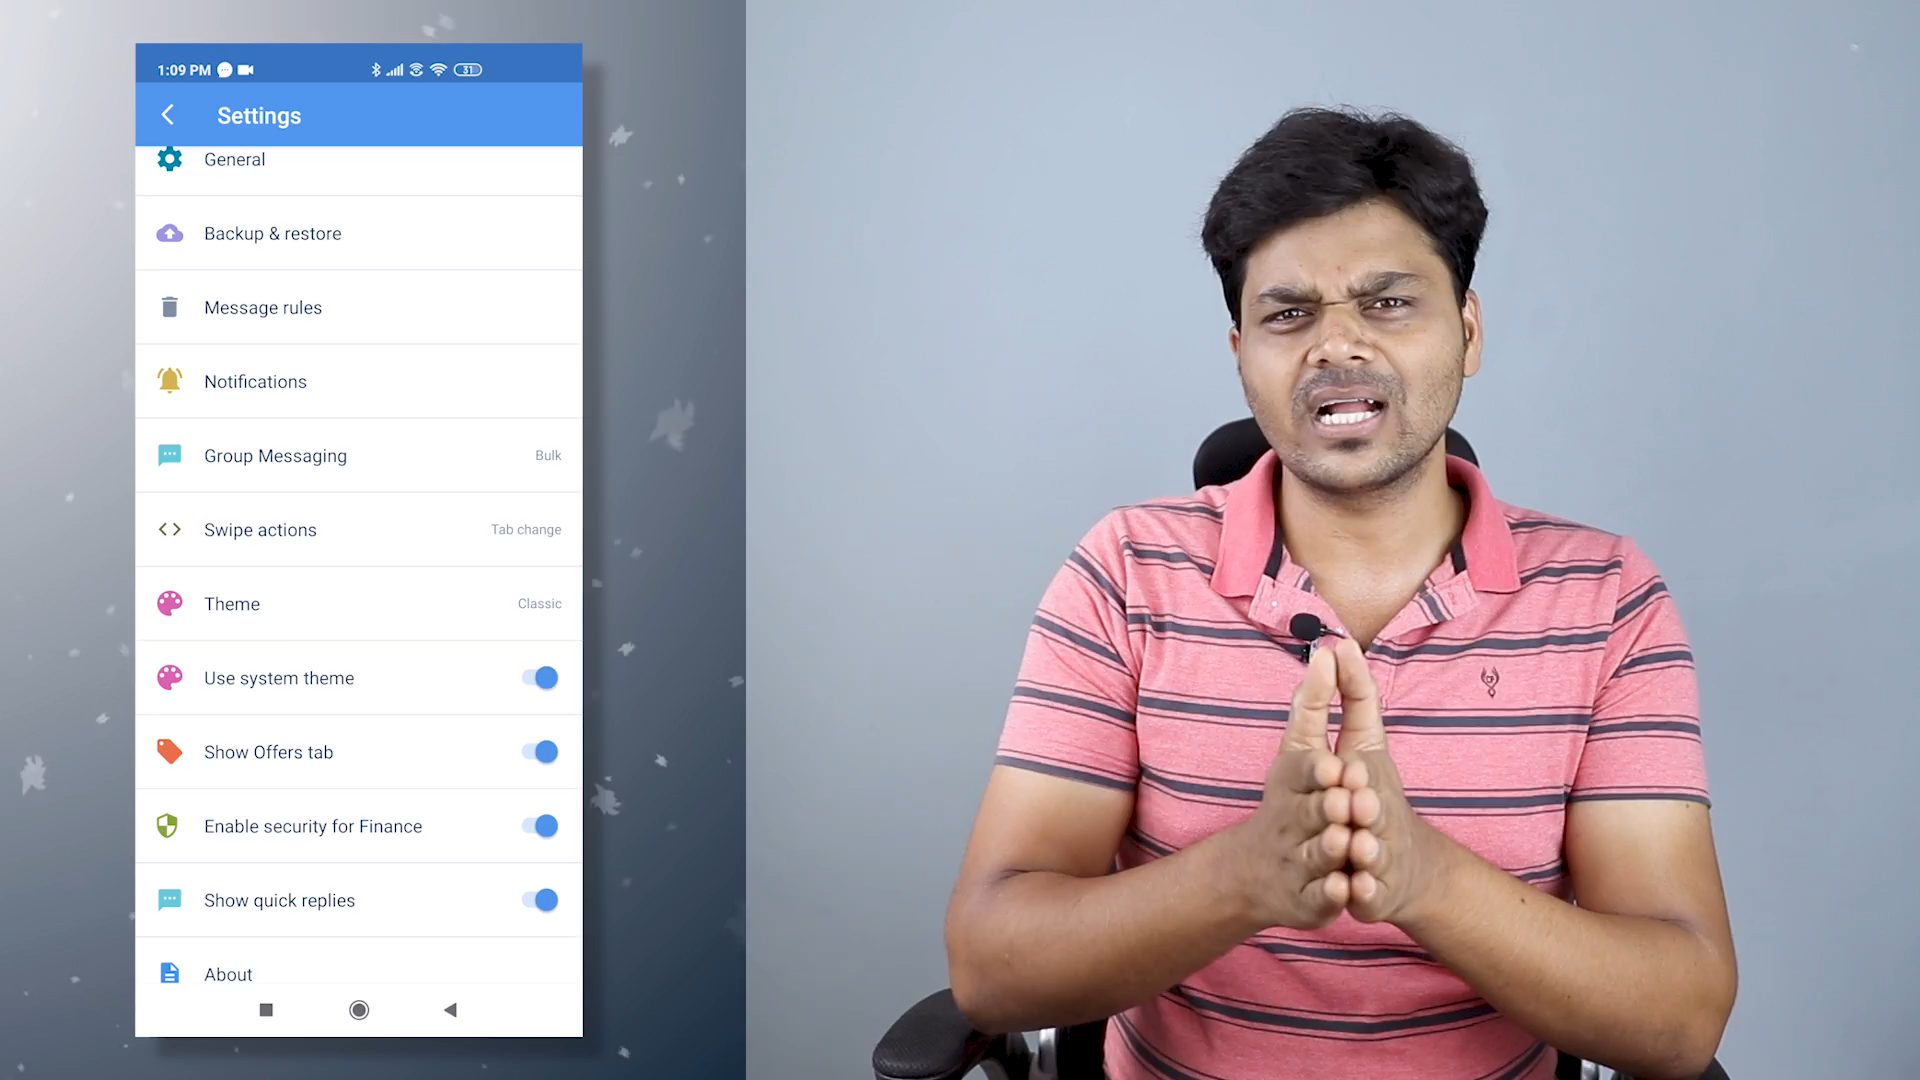 1:09 PM
31
Settings
General
Backup & restore
Message rules
Notifications
Group Messaging Bulk
Swipe actions Tab change
Theme Classic
Use system theme
Show Offers tab
Enable security for Finance
Show quick replies
About